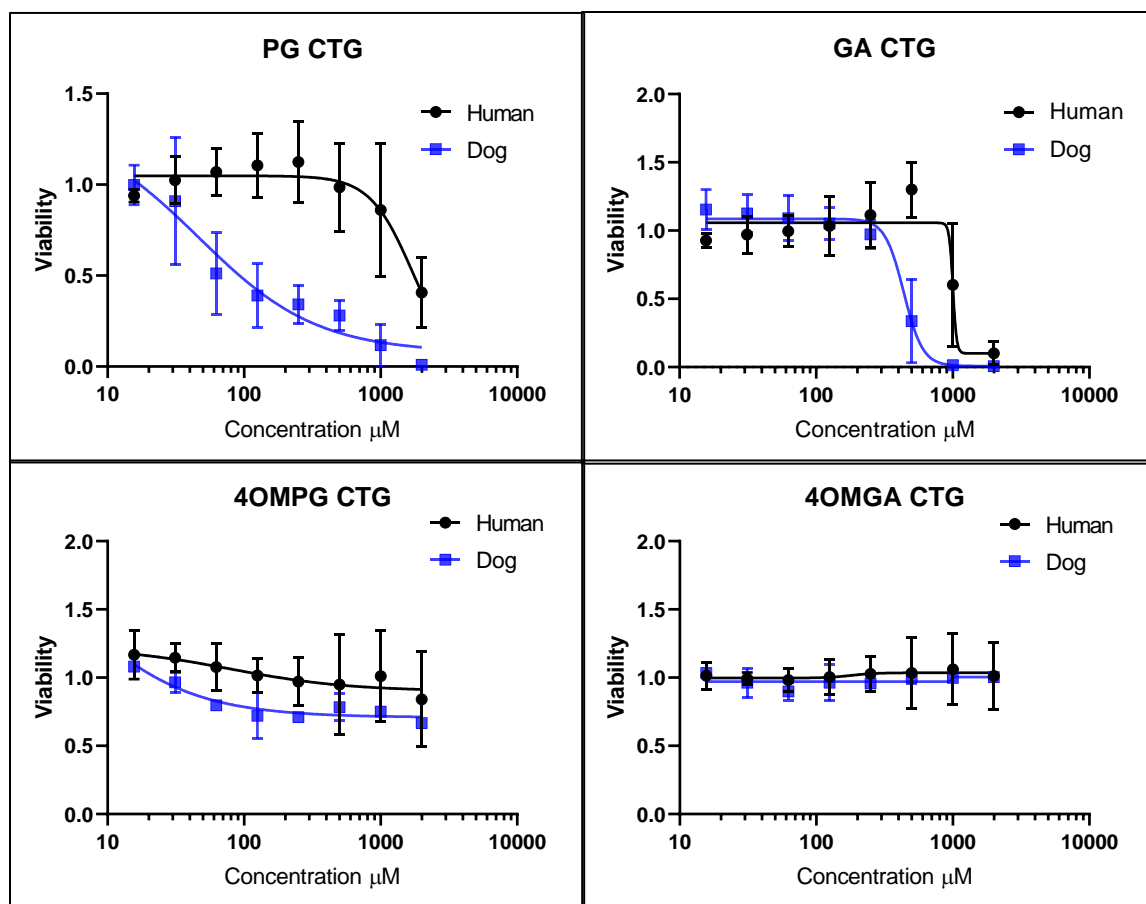 PG CTG
Human
Dog
1.5
1.0
0.5
0.0
Viability
10
100
1000
10000
Concentration μM
GA CTG
Human
Dog
2.0
1.5
1.0
0.5
0.0
Viability
10
100
1000
10000
Concentration μM
4OMPG CTG
Human
Dog
2.0
1.5
1.0
0.5
0.0
Viability
10
100
1000
10000
Concentration μM
4OMGA CTG
Human
Dog
2.0
1.5
1.0
0.5
0.0
Viability
10
100
1000
10000
Concentration μM